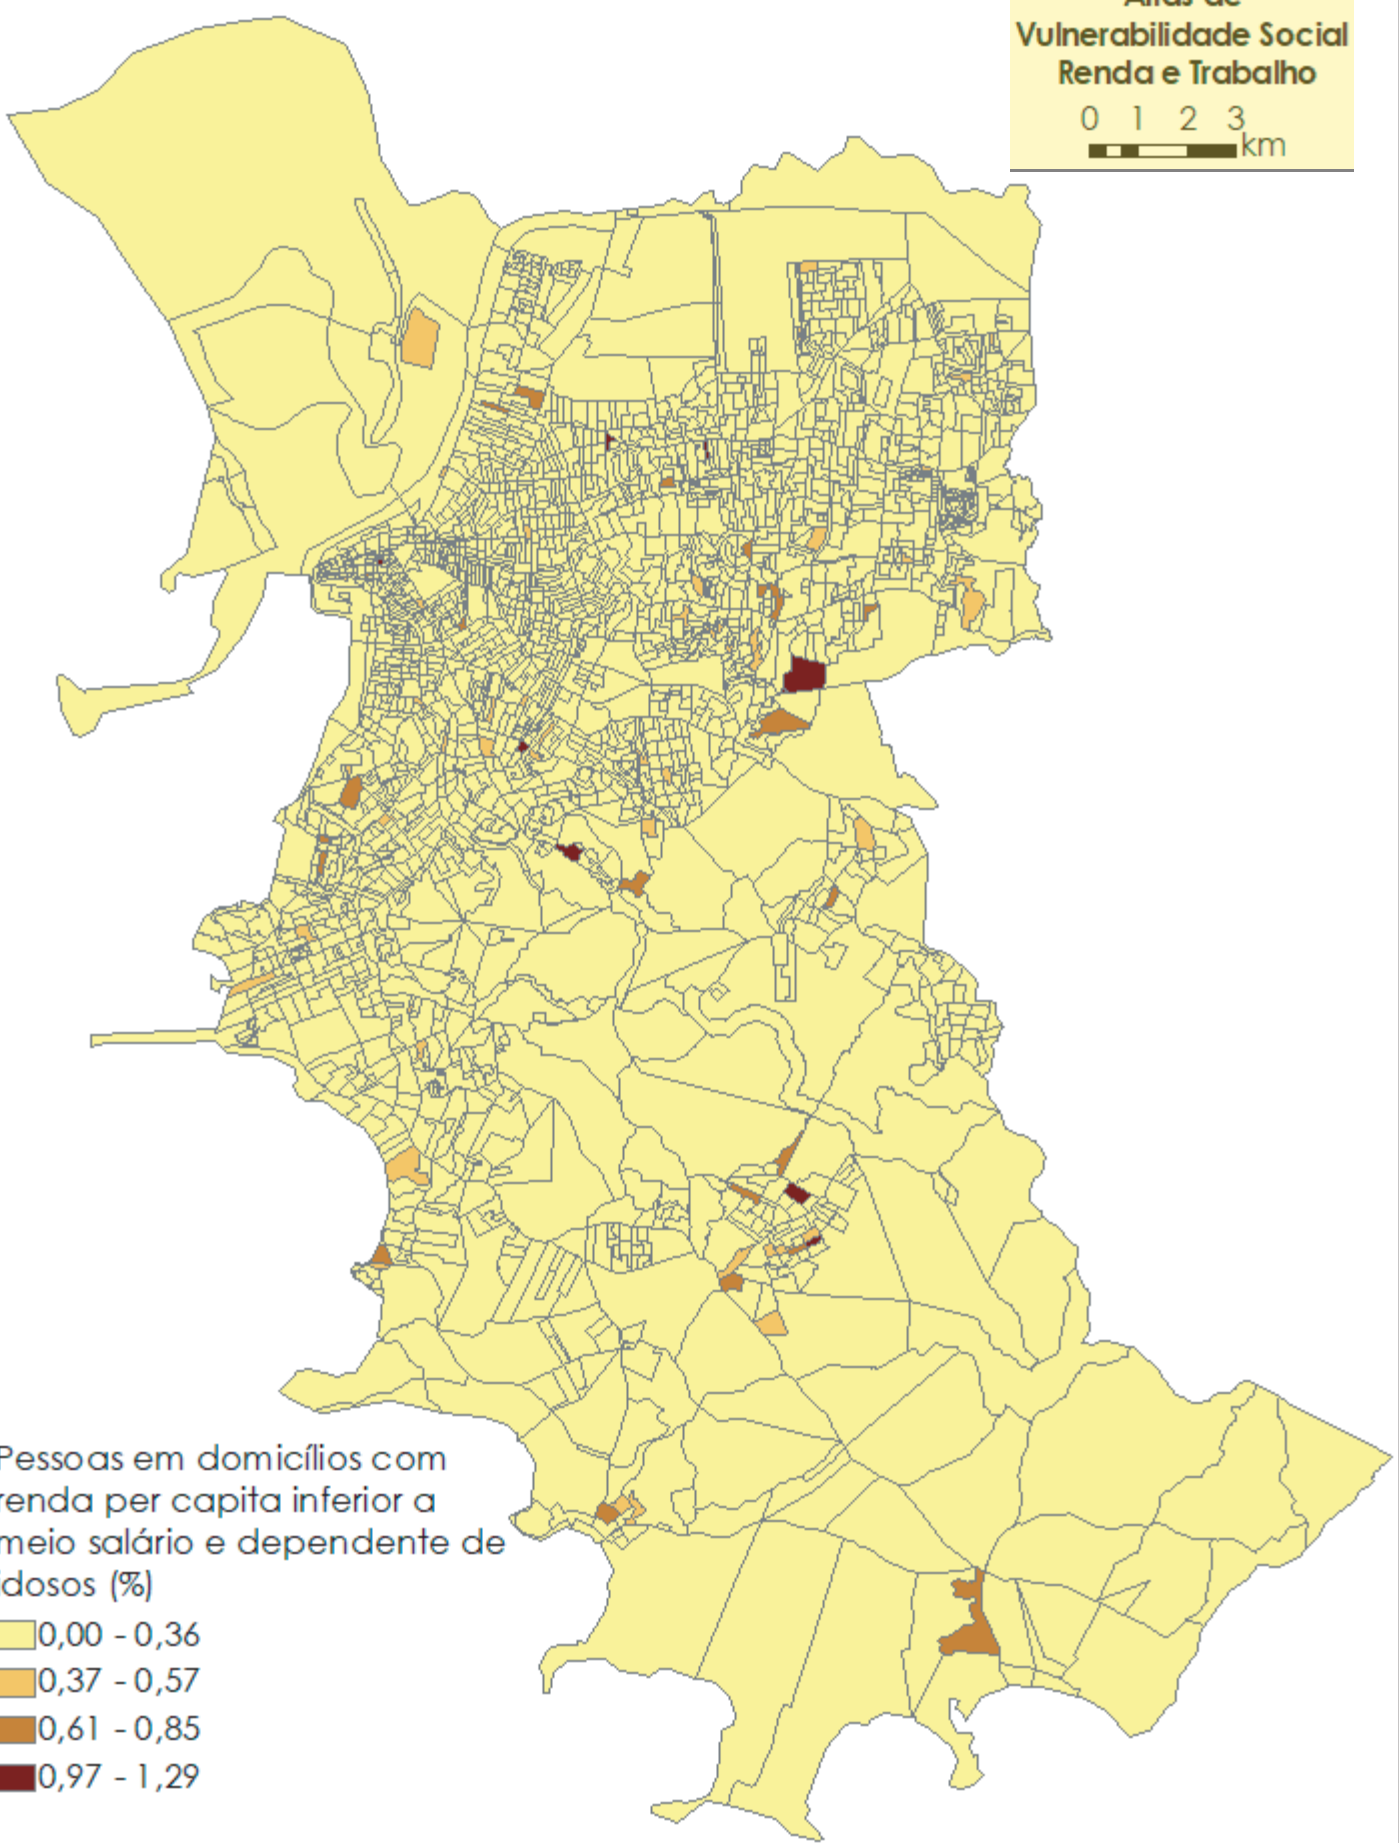 Atlas de
Vulnerabilidade Social
Renda e Trabalho
0 1 2 3
km
Pessoas em domicílios com
renda per capita inferior a
meio salário e dependente de
idosos (%)
0,00 - 0,36
0,37 - 0,57
0,61 - 0,85
0,97 - 1,29